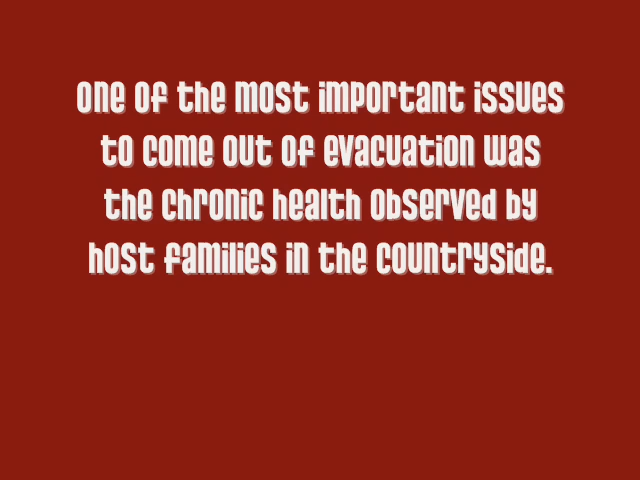 One of the most important issues
to come out of evacuation was
the chronic health observed by
host families in the countryside.